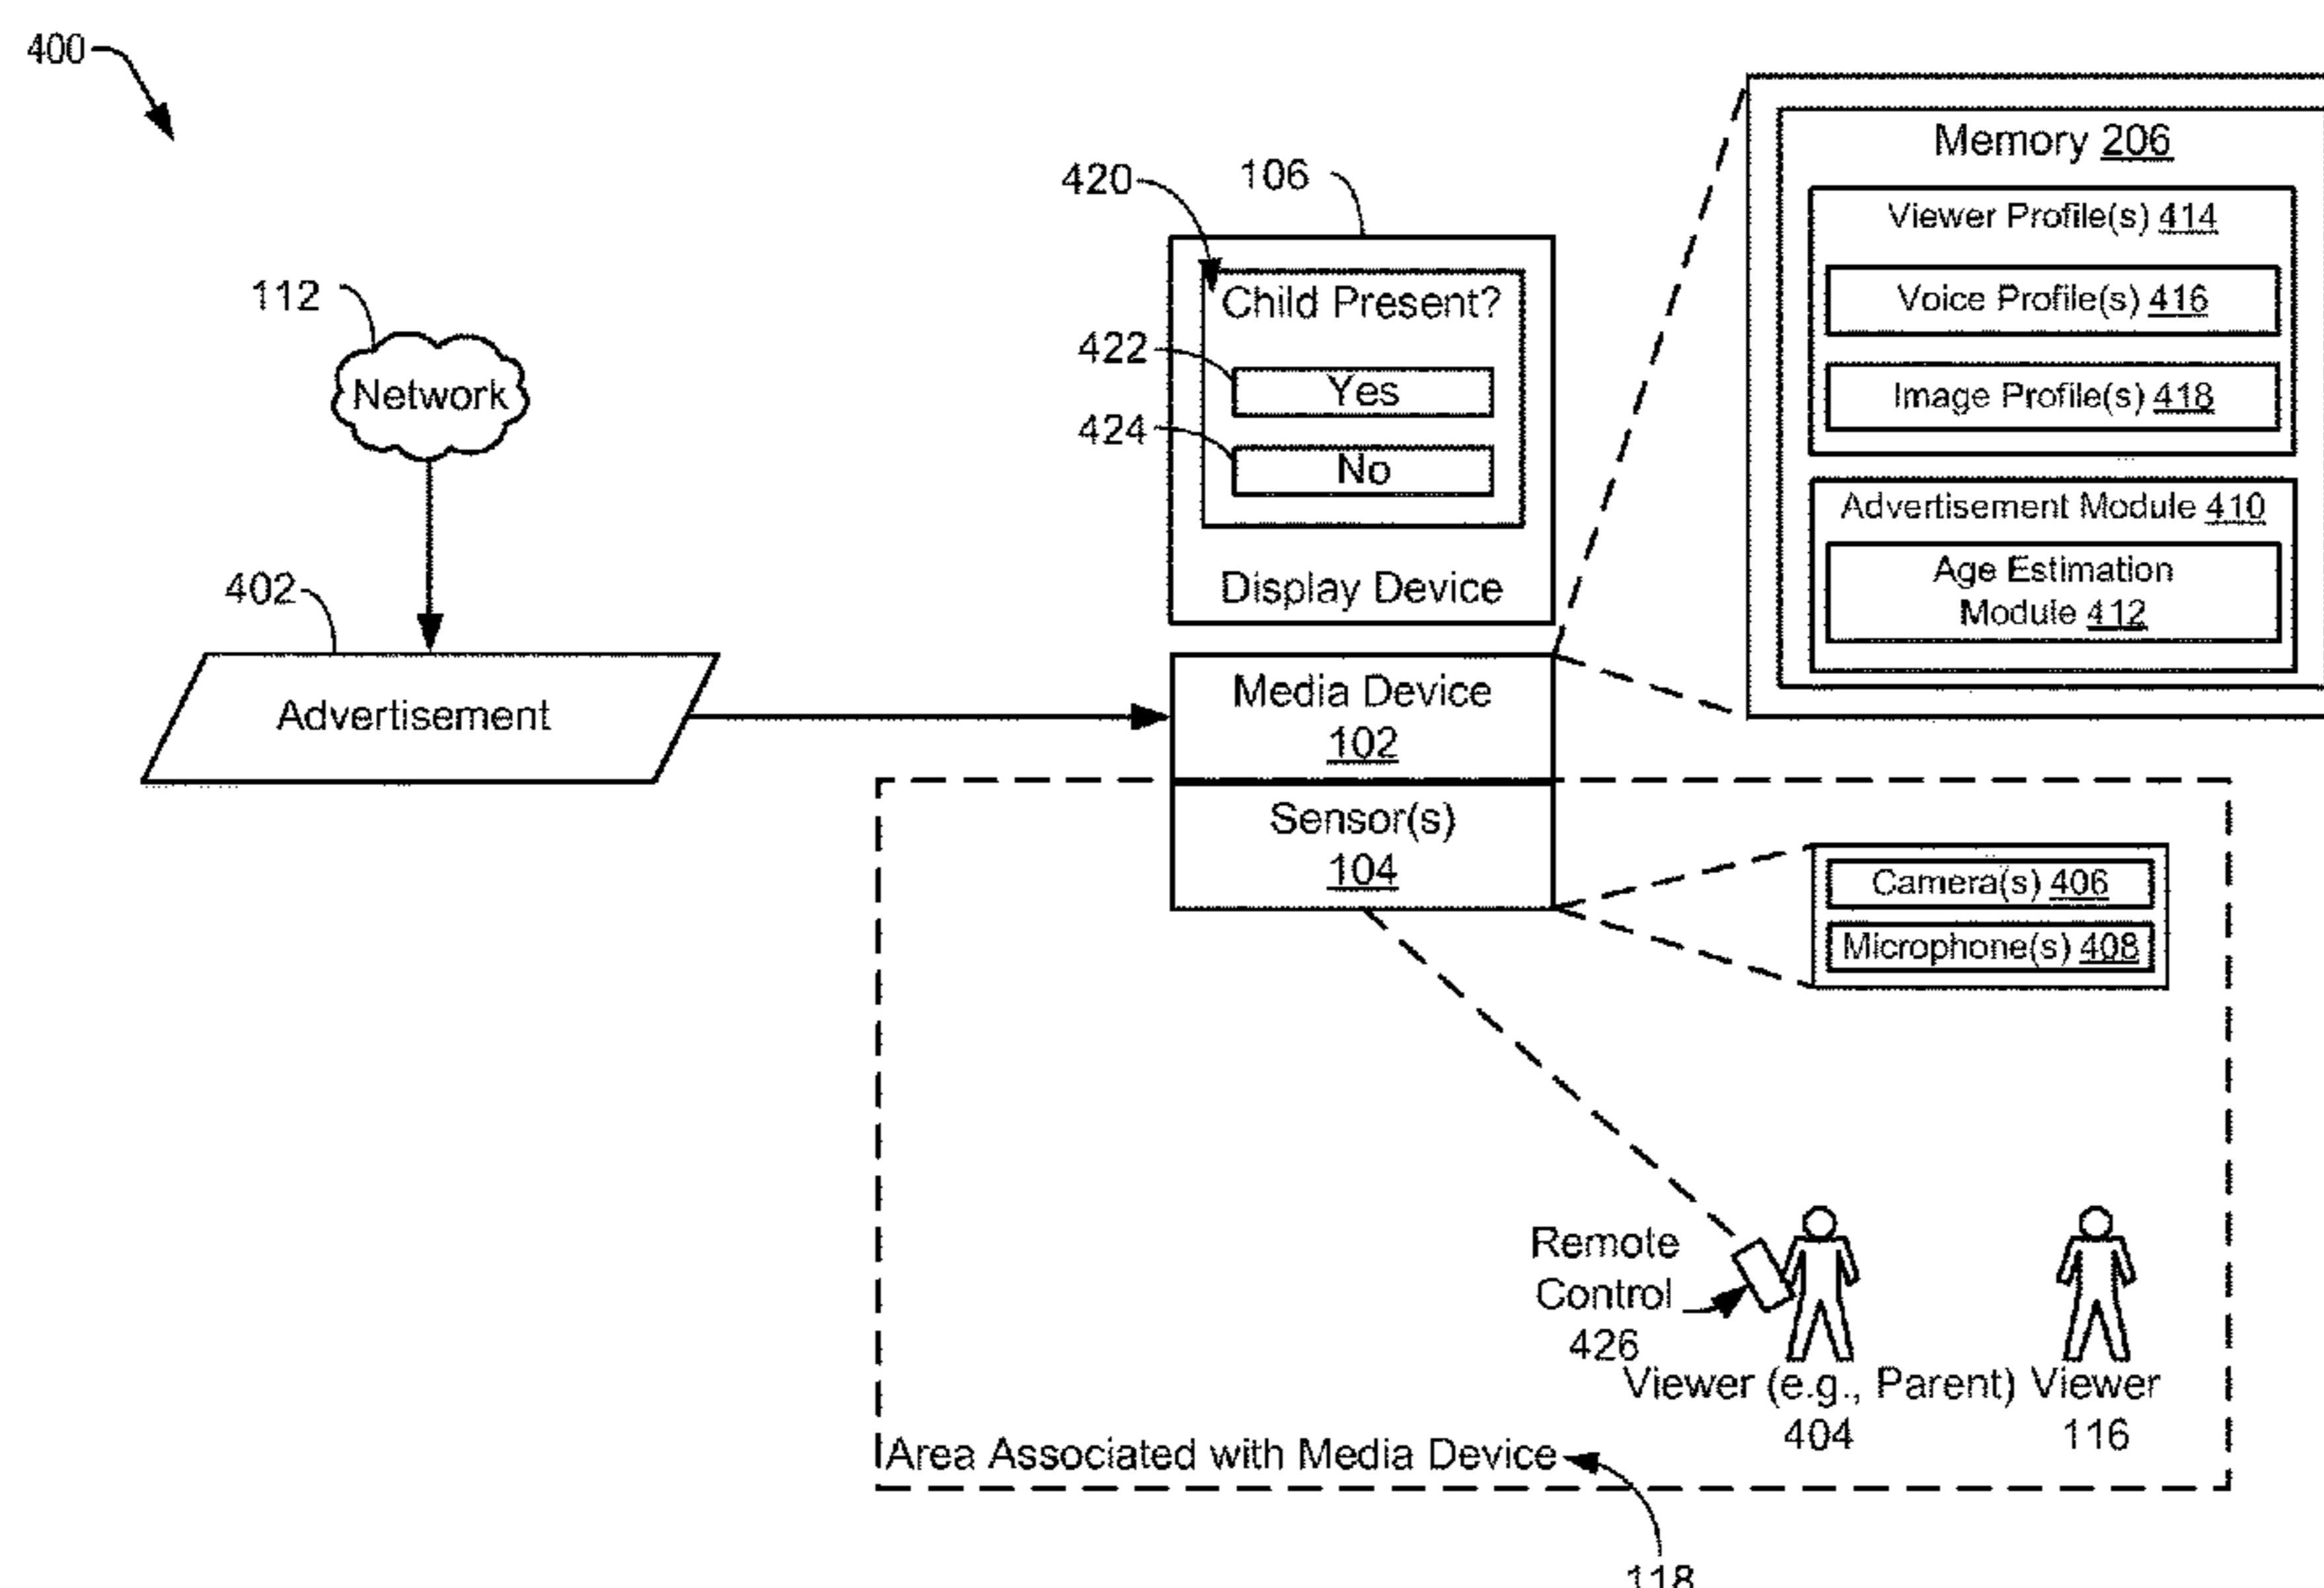 400
112
Network
402
Advertisement
420
106
Child Present?
422
Yes
424
No
Display Device
Memory 206
Viewer Profile(s) 414
Voice Profile(s) 416
Image Profile(s) 418
Advertisement Module 410
Age Estimation
Module 412
Media Device
102
Sensor(s)
104
Camera(s) 406
Microphone(s) 408
Remote
Control
426
Viewer (e.g., Parent)
404
Viewer
116
Area Associated with Media Device
118